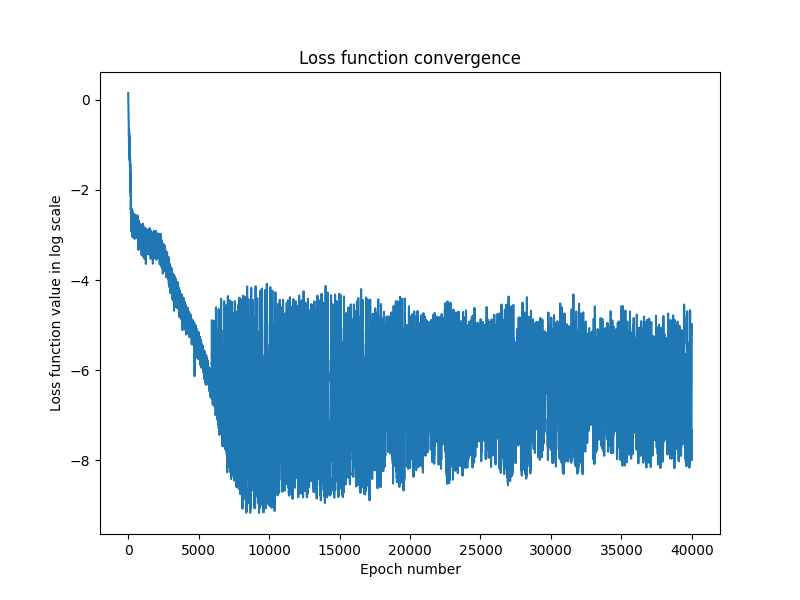 Loss function convergence
Loss function value in log scale
0
−2
−4
−6
−8
0 5000 10000 15000 20000 25000 30000 35000 40000
Epoch number